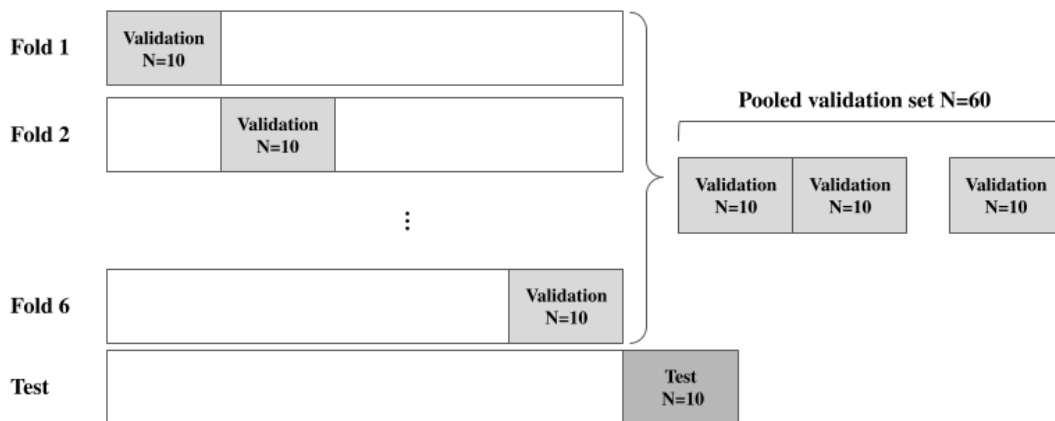 Fold 1
Validation
N=10
Fold 2
Validation
N=10
Pooled validation set N=60
Validation
N=10
Validation
N=10
Validation
N=10
Fold 6
Validation
N=10
Test
Test
N=10